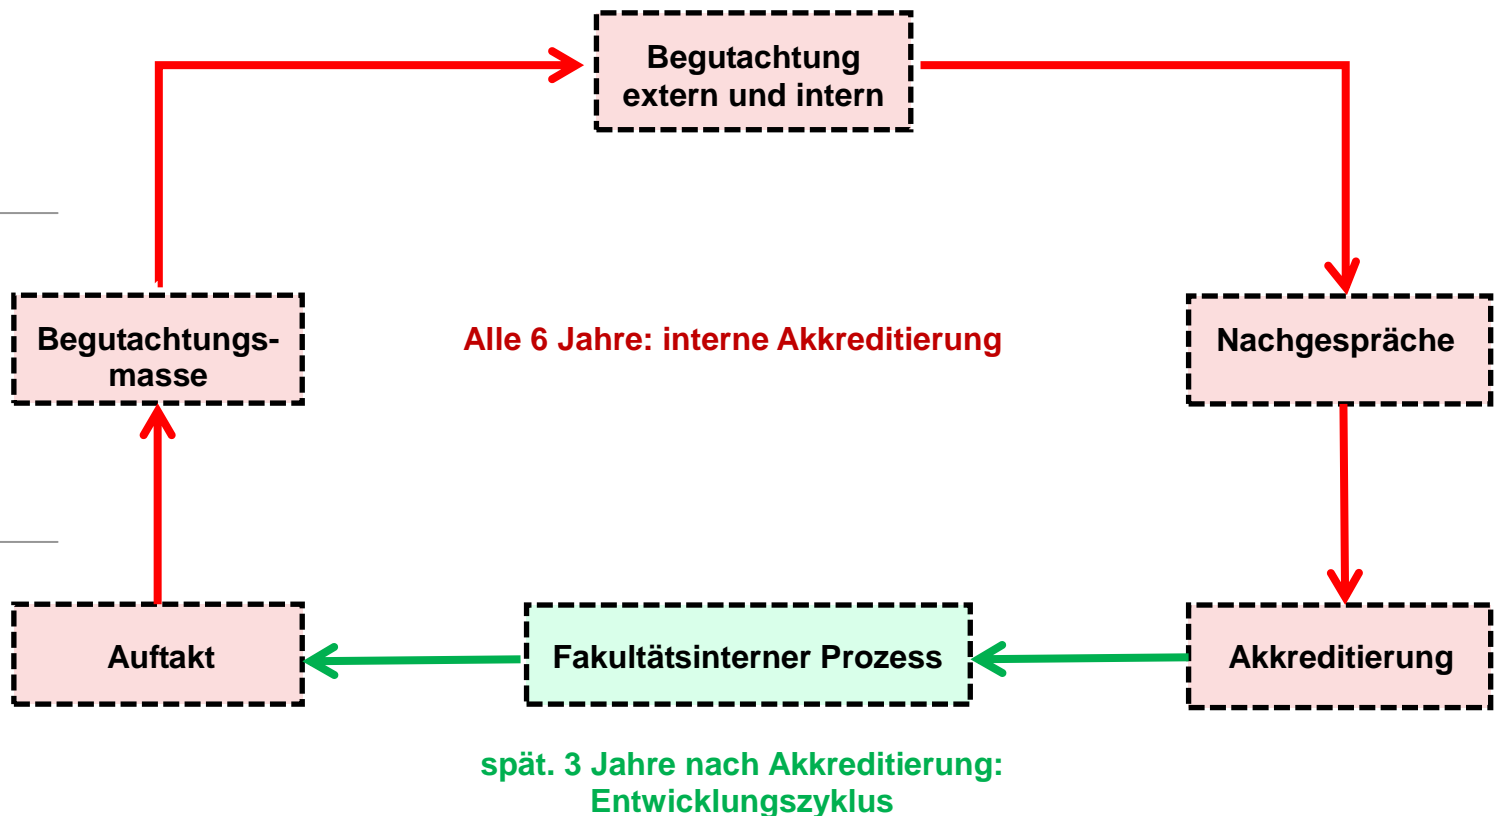 Begutachtung
extern und intern
Begutachtungs-
masse
Alle 6 Jahre: interne Akkreditierung
Nachgespräche
Auftakt
Fakultätsinterner Prozess
Akkreditierung
spät. 3 Jahre nach Akkreditierung:
Entwicklungszyklus